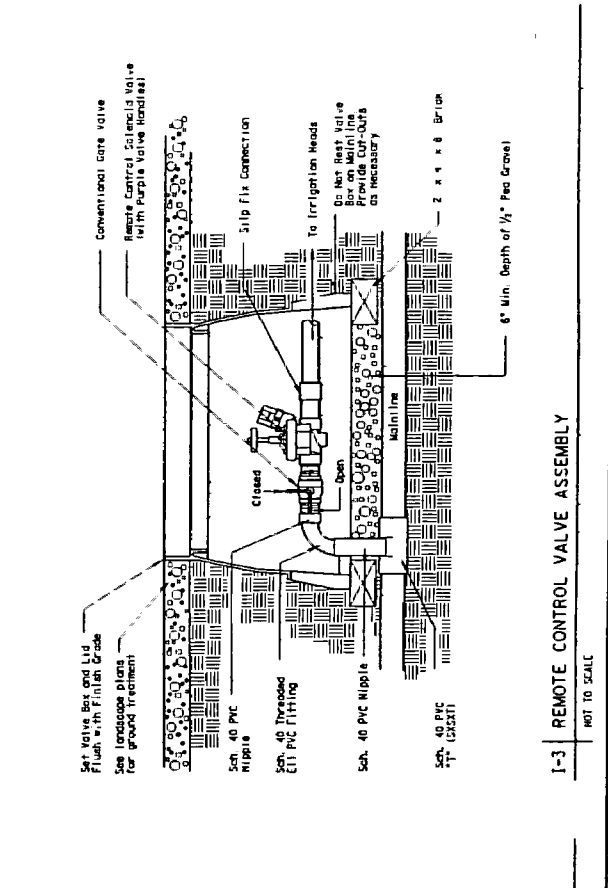 Set Valve Box and Lid
Flush with Finish Grade
See landscape plans
for ground treatment
Sch. 40 PVC
Nipple
Sch. 40 Threaded
Ell PVC Fitting
Sch. 40 PVC Nipple
Sch. 40 PVC
"T" (SXSXT)
Closed
Open
Mainline
Conventional Gate Valve
Remote Control Solenoid Valve
(with Purple Valve Handles)
Slip Fix Connection
To Irrigation Heads
Do Not Rest Valve
Box on Mainline
Provide Cut-Outs
as Necessary
2 x 4 x 8 Brick
6" Min. Depth of ½" Pea Gravel
I-3 REMOTE CONTROL VALVE ASSEMBLY
NOT TO SCALE